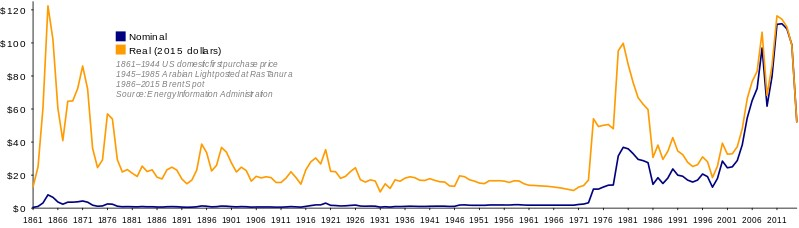 $120
$100
$80
$60
$40
$20
$0
Nominal
Real (2015 dollars)
1861–1944 US domestic first purchase price
1945–1985 Arabian Light posted at Ras Tanura
1986–2015 Brent Spot
Source: Energy Information Administration
1861 1866 1871 1876 1881 1886 1891 1896 1901 1906 1911 1916 1921 1926 1931 1936 1941 1946 1951 1956 1961 1966 1971 1976 1981 1986 1991 1996 2001 2006 2011